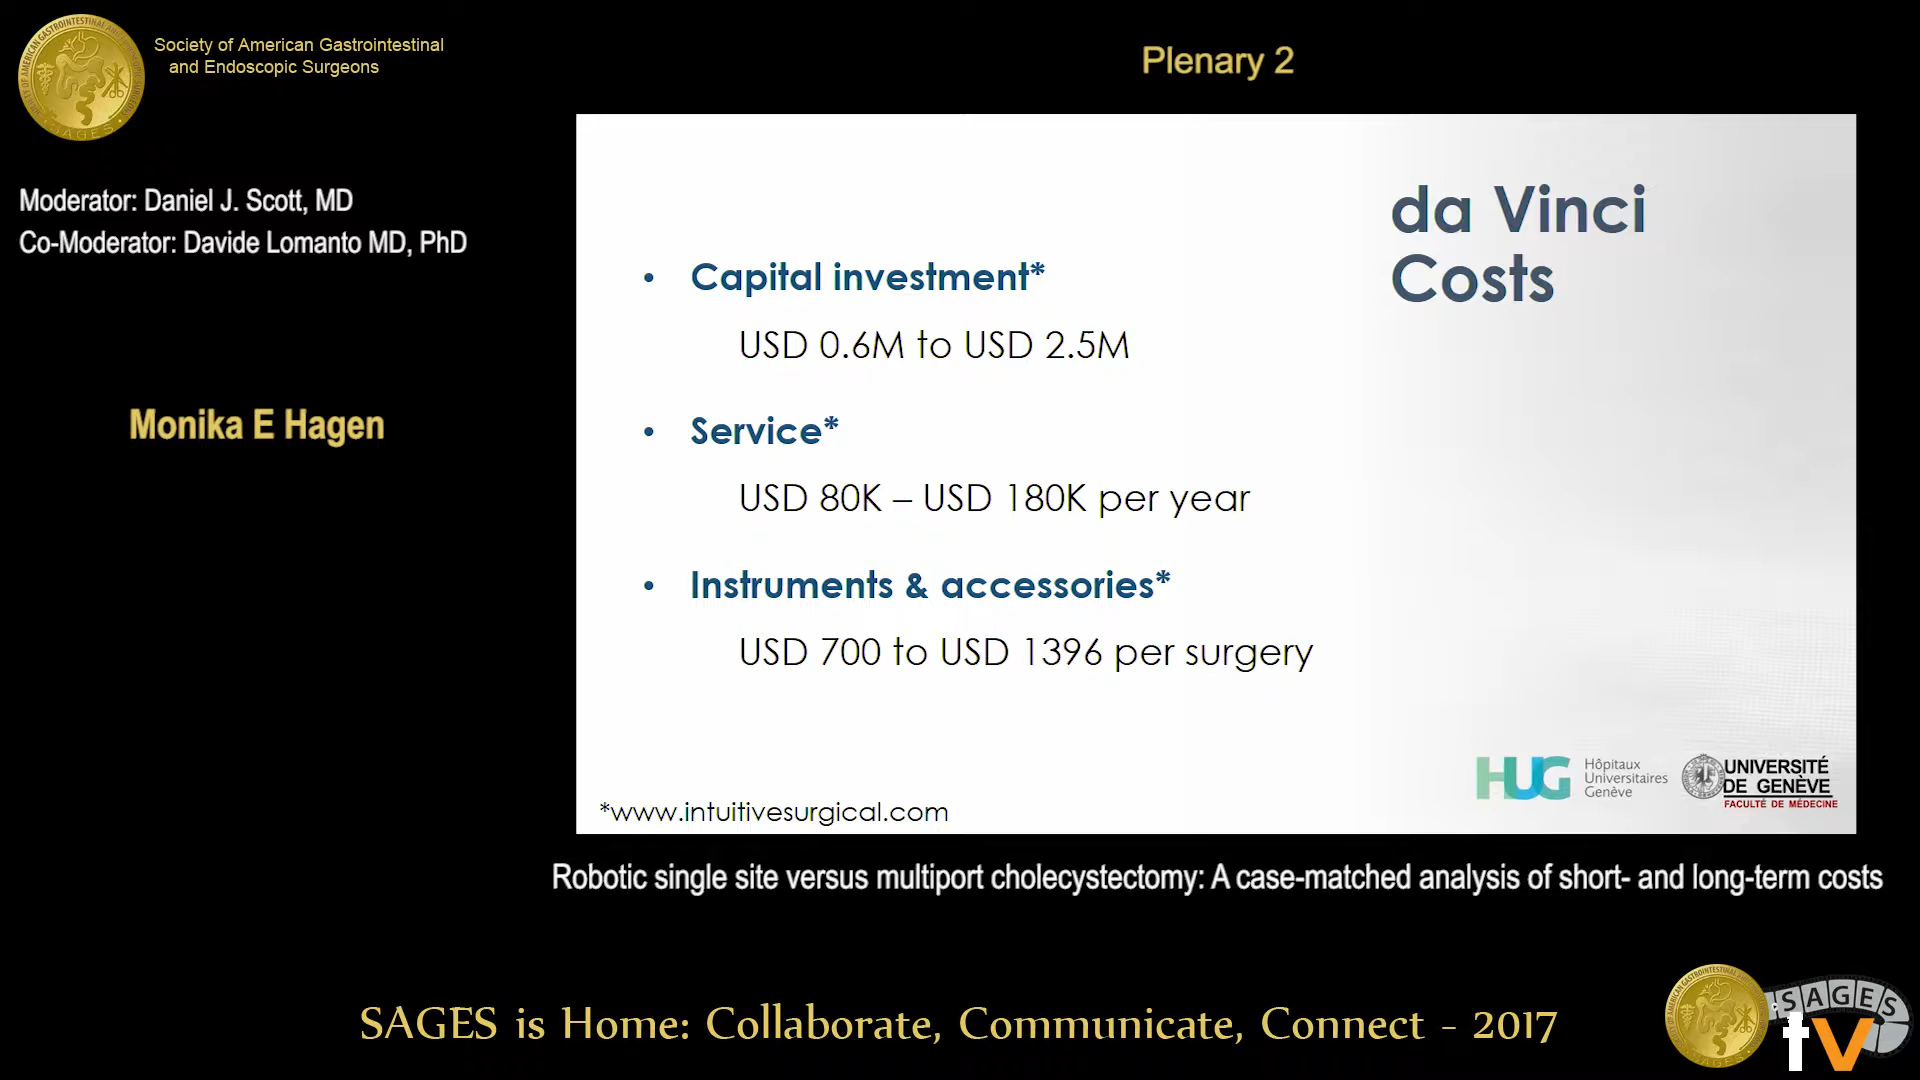 Society of American Gastrointestinal
and Endoscopic Surgeons
Plenary 2
Moderator: Daniel J. Scott, MD
Co-Moderator: Davide Lomanto MD, PhD
Monika E Hagen
da Vinci
Costs
• Capital investment*
USD 0.6M to USD 2.5M
• Service*
USD 80K – USD 180K per year
• Instruments & accessories*
USD 700 to USD 1396 per surgery
*www.intuitivesurgical.com
HUG
Hôpitaux
Universitaires
Genève
UNIVERSITÉ
DE GENÈVE
FACULTÉ DE MÉDECINE
Robotic single site versus multiport cholecystectomy: A case-matched analysis of short- and long-term costs
SAGES is Home: Collaborate, Communicate, Connect - 2017
SAGES
tv